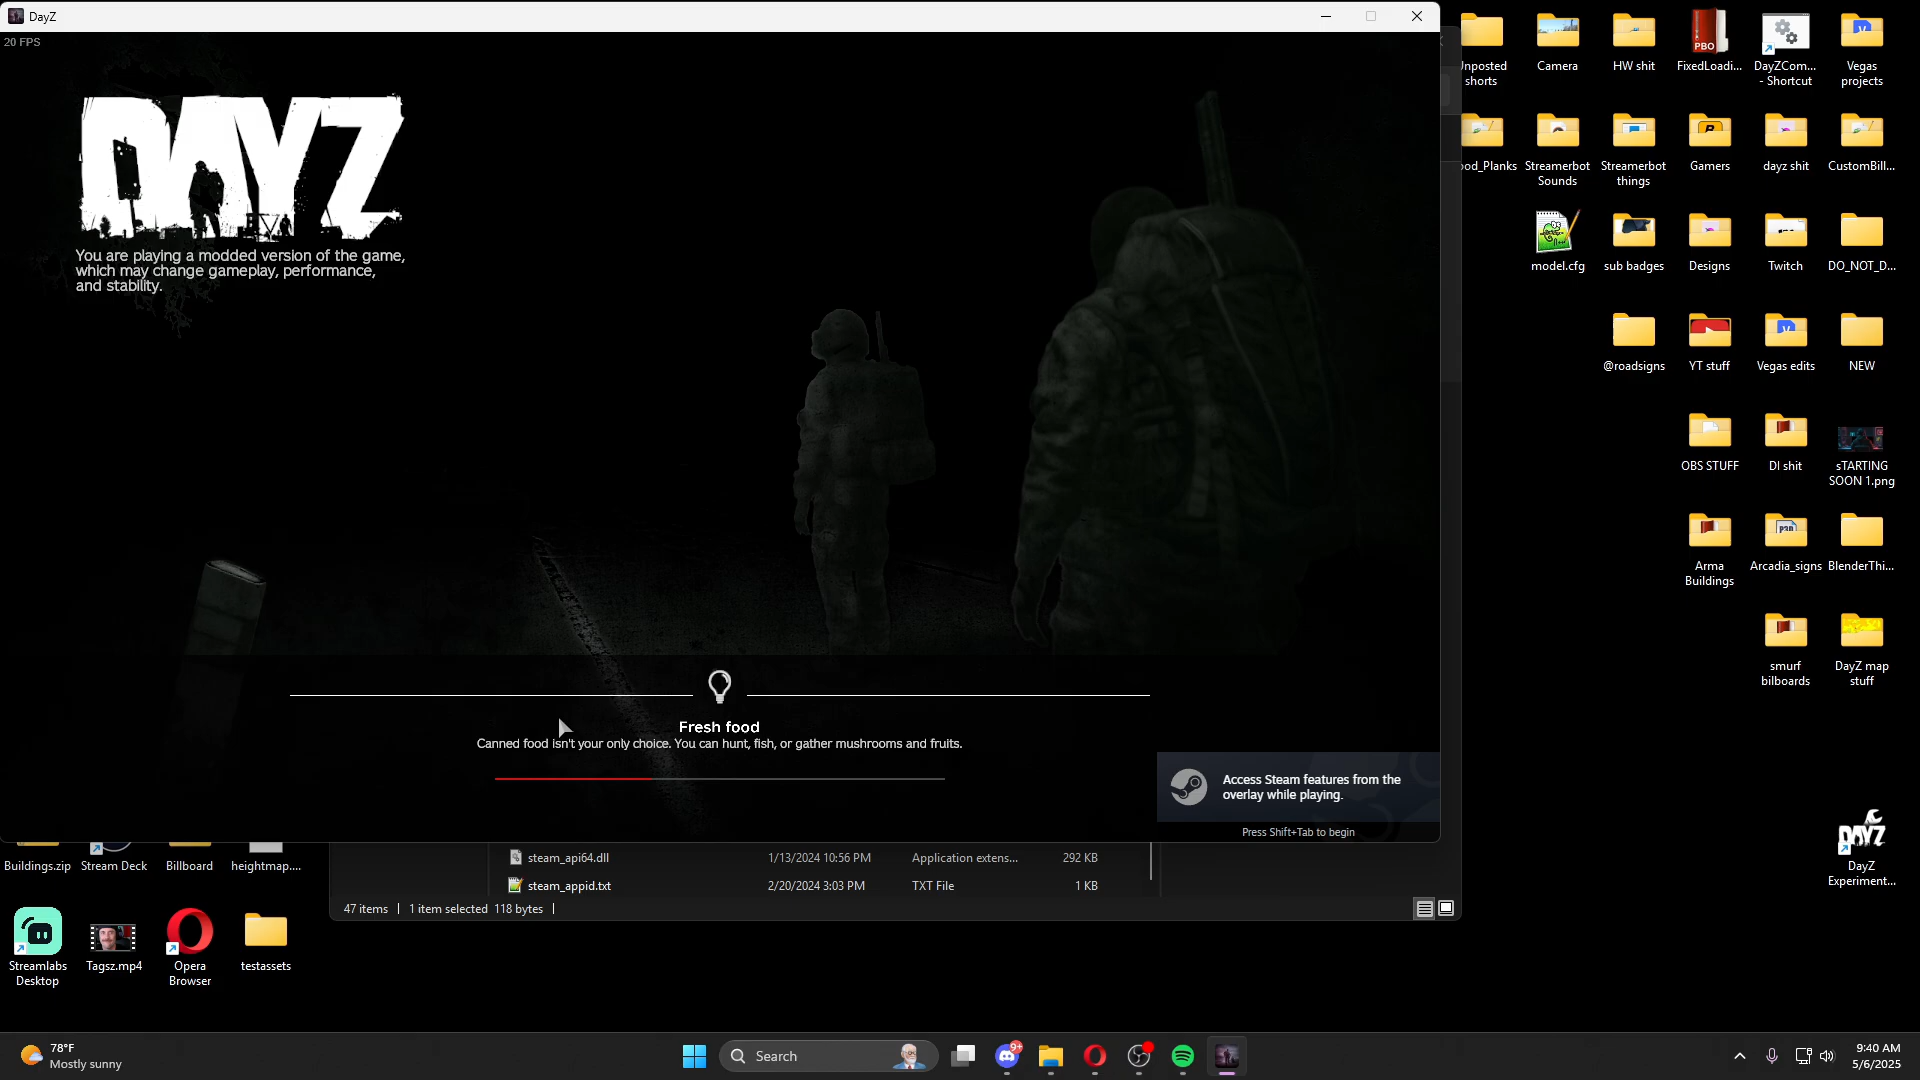 DayZ
20 FPS
DAYZ
You are playing a modded version of the game,
which may change gameplay, performance,
and stability.
Fresh food
Canned food isn't your only choice. You can hunt, fish, or gather mushrooms and fruits.
Access Steam features from the
overlay while playing.
Press Shift+Tab to begin
shorts
Camera
HW shit
PBO
FixedLoadi...
DayZCom...
- Shortcut
Vegas
projects
Streamerbot
Sounds
Streamerbot
things
Gamers
dayz shit
CustomBill...
model.cfg
sub badges
Designs
Twitch
DO_NOT_D...
@roadsigns
YT stuff
Vegas edits
NEW
OBS STUFF
DI shit
sTARTING
SOON 1.png
Arma
Buildings
P3D
Arcadia_signs
BlenderThi...
smurf
bilboards
DayZ map
stuff
DAYZ
DayZ
Experiment...
Buildings.zip
Stream Deck
Billboard
heightmap....
steam_api64.dll 1/13/2024 10:56 PM Application extens... 292 KB
steam_appid.txt 2/20/2024 3:03 PM TXT File 1 KB
47 items | 1 item selected 118 bytes |
Streamlabs
Desktop
Tagsz.mp4
Opera
Browser
testassets
78°F
Mostly sunny
Search
9+
9:40 AM
5/6/2025